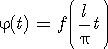 φ(t) = f(l/π t)